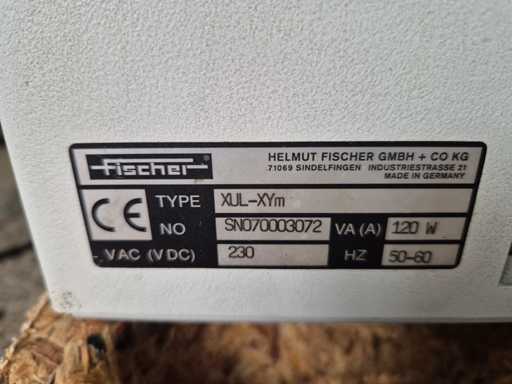 Fischer®
HELMUT FISCHER GMBH + CO KG
71069 SINDELFINGEN INDUSTRIESTRASSE 21
MADE IN GERMANY
CE TYPE XUL-XYm
NO SN070003072 VA (A) 120 W
VAC (VDC) 230 HZ 50-60